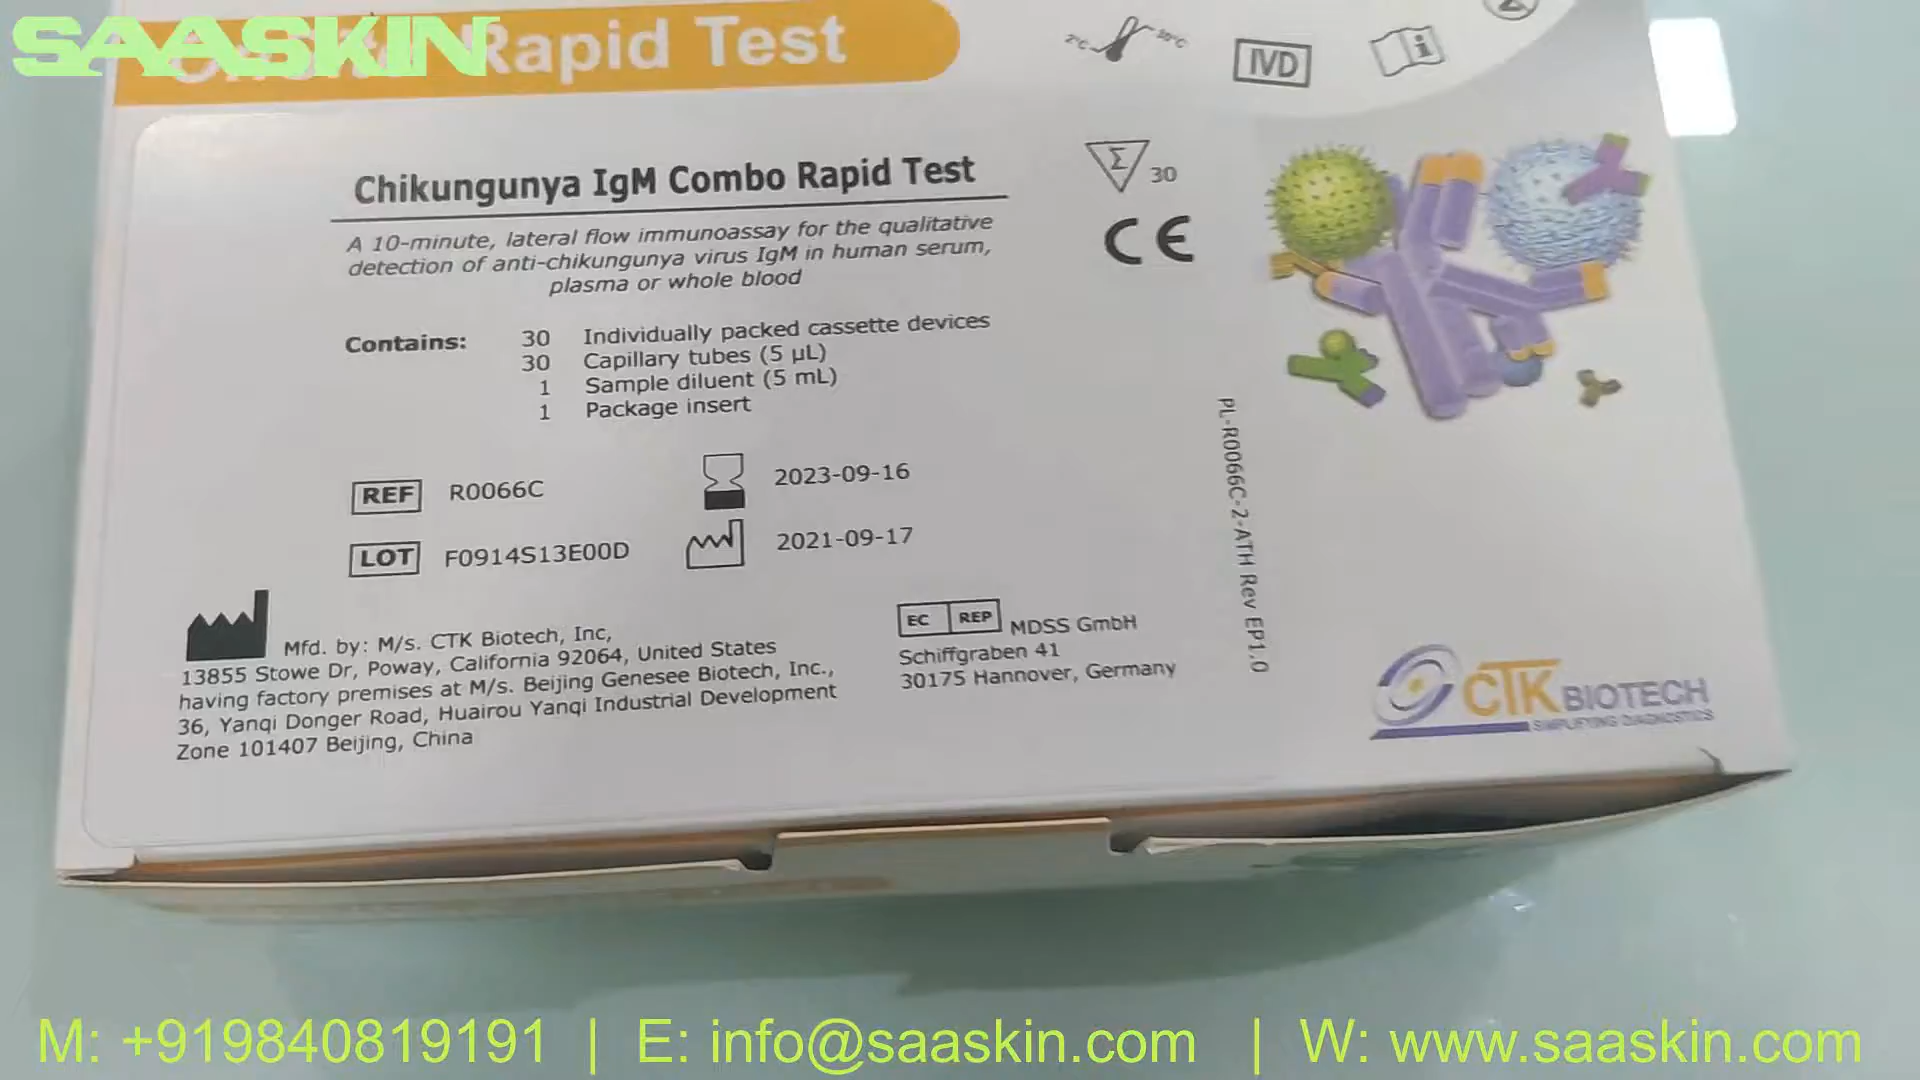 SAASKIN
Rapid Test
2°C 30°C
IVD
Chikungunya IgM Combo Rapid Test
Σ 30
A 10-minute, lateral flow immunoassay for the qualitative
detection of anti-chikungunya virus IgM in human serum,
plasma or whole blood
CE
Contains:
30 Individually packed cassette devices
30 Capillary tubes (5 µL)
1 Sample diluent (5 mL)
1 Package insert
REF R0066C
2023-09-16
LOT F0914S13E00D
2021-09-17
Mfd. by: M/s. CTK Biotech, Inc,
13855 Stowe Dr, Poway, California 92064, United States
having factory premises at M/s. Beijing Genesee Biotech, Inc.,
36, Yanqi Donger Road, Huairou Yanqi Industrial Development
Zone 101407 Beijing, China
EC REP MDSS GmbH
Schiffgraben 41
30175 Hannover, Germany
PL-R0066C-2-ATH Rev EP1.0
CTK BIOTECH
SIMPLIFYING DIAGNOSTICS
M: +919840819191 | E: info@saaskin.com | W: www.saaskin.com